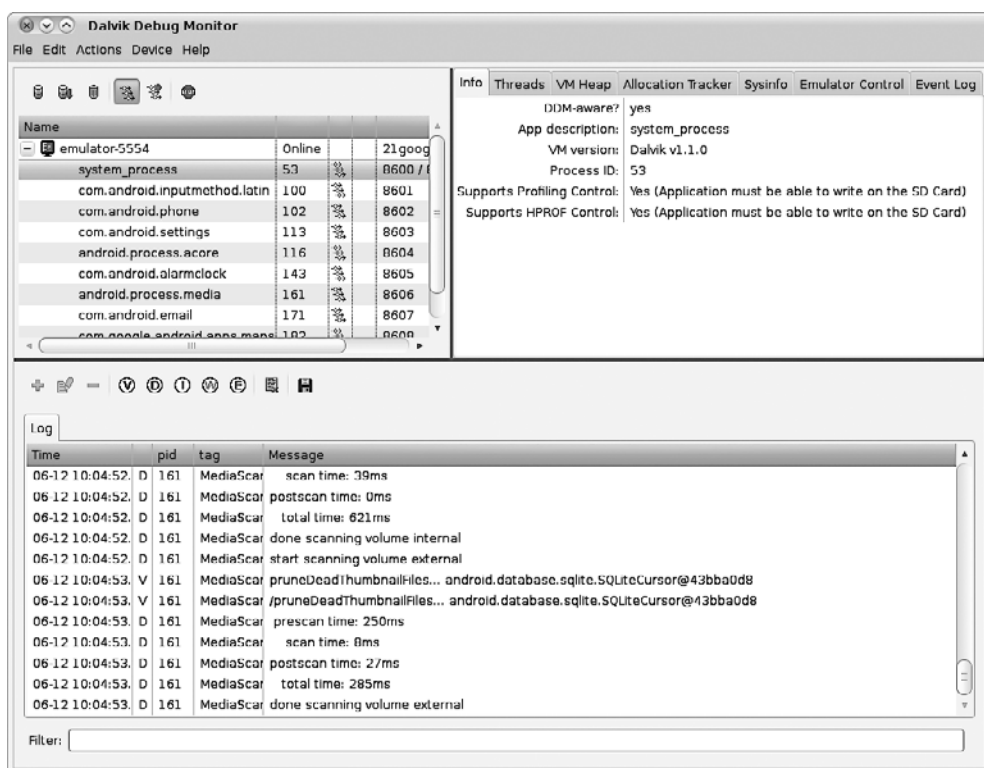 Dalvik Debug Monitor
File Edit Actions Device Help
Name
emulator-5554 Online 21goog
system_process 53 8600 /
com.android.inputmethod.latin 100 8601
com.android.phone 102 8602
com.android.settings 113 8603
android.process.acore 116 8604
com.android.alarmclock 143 8605
android.process.media 161 8606
com.android.email 171 8607
com.google.android.apps.maps 182 8608
Info Threads VM Heap Allocation Tracker Sysinfo Emulator Control Event Log
DDM-aware? yes
App description: system_process
VM version: Dalvik v1.1.0
Process ID: 53
Supports Profiling Control: Yes (Application must be able to write on the SD Card)
Supports HPROF Control: Yes (Application must be able to write on the SD Card)
V D I W E
Log
Time pid tag Message
06-12 10:04:52. D 161 MediaScar scan time: 39ms
06-12 10:04:52. D 161 MediaScar postscan time: 0ms
06-12 10:04:52. D 161 MediaScar total time: 621ms
06-12 10:04:52. D 161 MediaScar done scanning volume internal
06-12 10:04:52. D 161 MediaScar start scanning volume external
06-12 10:04:53. V 161 MediaScar pruneDeadThumbnailFiles... android.database.sqlite.SQLiteCursor@43bba0d8
06-12 10:04:53. V 161 MediaScar /pruneDeadThumbnailFiles... android.database.sqlite.SQLiteCursor@43bba0d8
06-12 10:04:53. D 161 MediaScar prescan time: 250ms
06-12 10:04:53. D 161 MediaScar scan time: 8ms
06-12 10:04:53. D 161 MediaScar postscan time: 27ms
06-12 10:04:53. D 161 MediaScar total time: 285ms
06-12 10:04:53. D 161 MediaScar done scanning volume external
Filter: